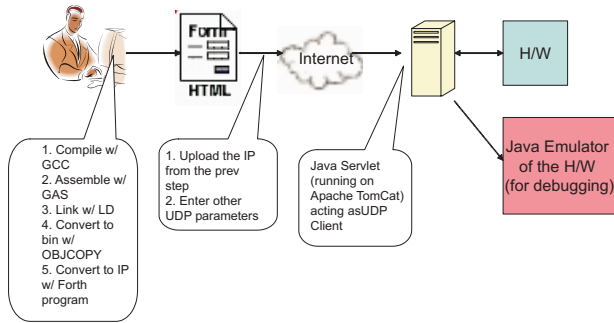 Form
HTML
Internet
H/W
Java Emulator
of the H/W
(for debugging)
1. Compile w/
GCC
2. Assemble w/
GAS
3. Link w/ LD
4. Convert to
bin w/
OBJCOPY
5. Convert to IP
w/ Forth
program
1. Upload the IP
from the prev
step
2. Enter other
UDP parameters
Java Servlet
(running on
Apache TomCat)
acting asUDP
Client